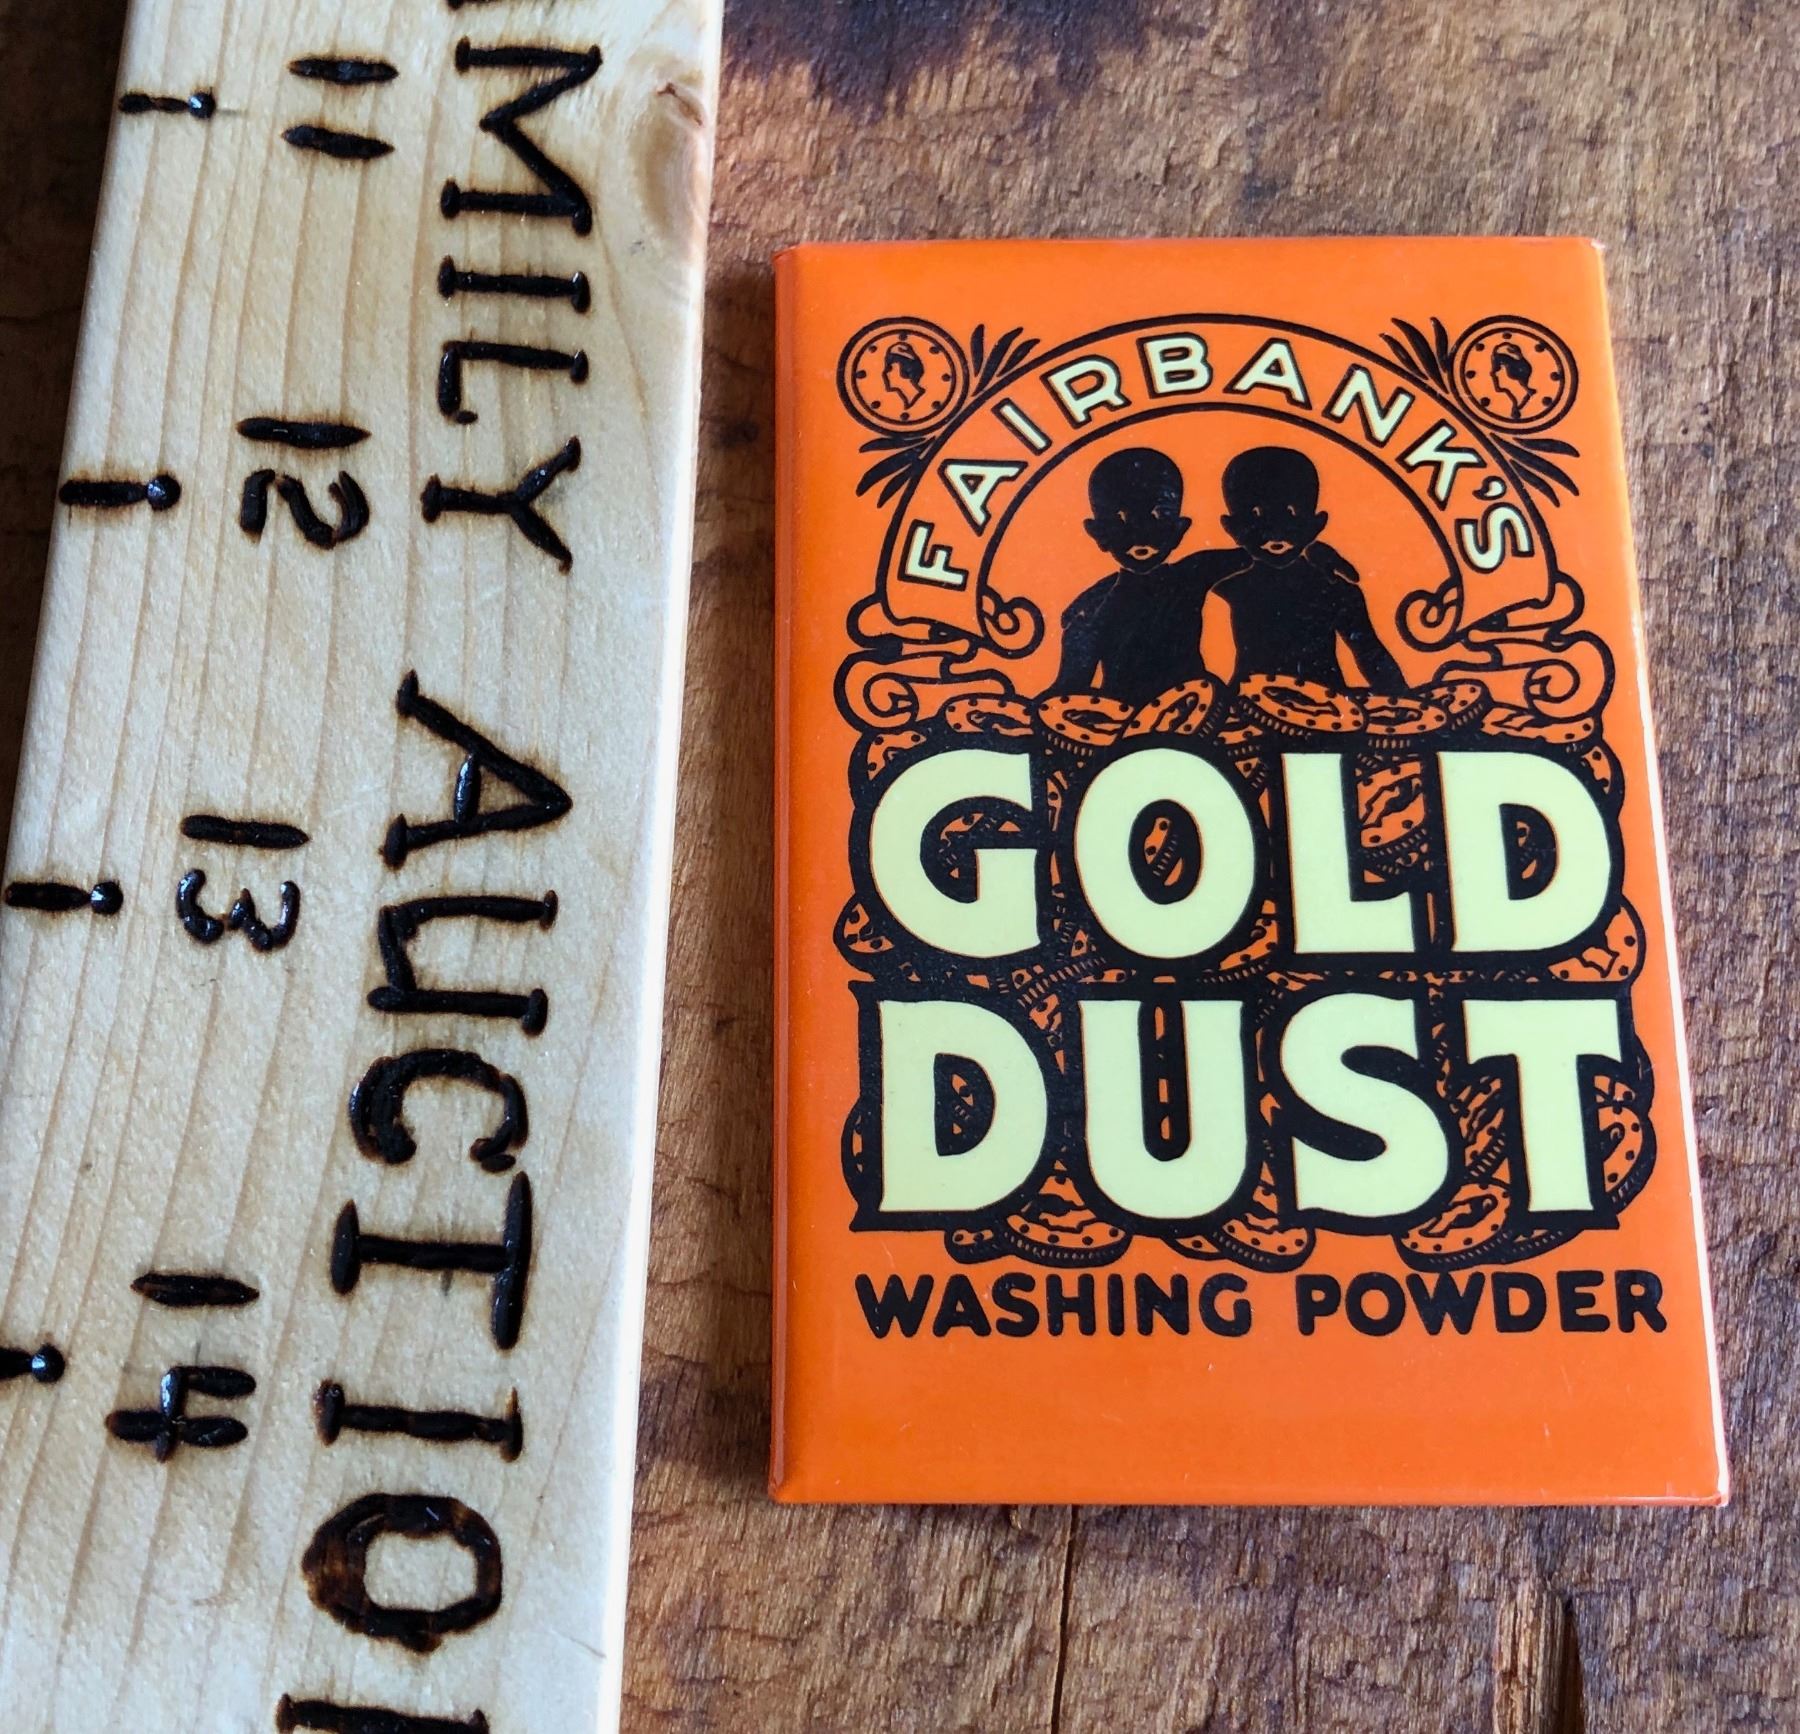 11
12
13
14
MILY AUCTIO
FAIRBANK'S
GOLD
DUST
WASHING POWDER